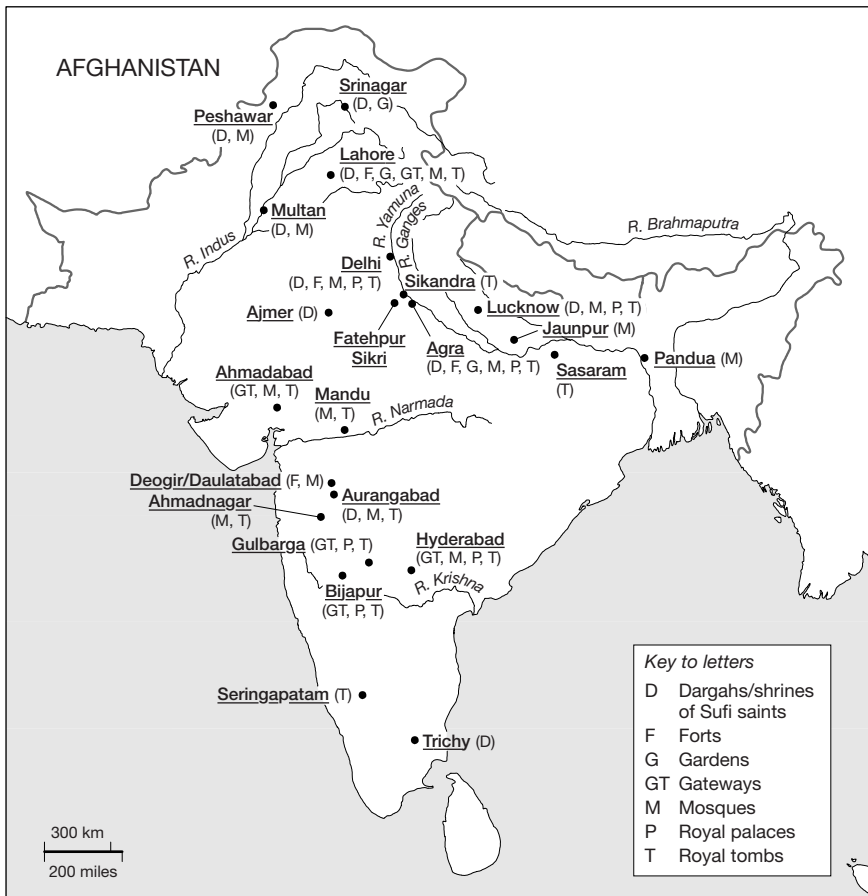 AFGHANISTAN
Srinagar
(D, G)
Peshawar
(D, M)
Lahore
(D, F, G, GT, M, T)
Multan
(D, M)
R. Indus
R. Yamuna
R. Ganges
R. Brahmaputra
Delhi
(D, F, M, P, T)
Sikandra (T)
Lucknow (D, M, P, T)
Ajmer (D)
Jaunpur (M)
Fatehpur
Sikri
Agra
(D, F, G, M, P, T)
Sasaram
(T)
Pandua (M)
Ahmadabad
(GT, M, T)
Mandu
(M, T)
R. Narmada
Deogir/Daulatabad (F, M)
Aurangabad
(D, M, T)
Ahmadnagar
(M, T)
Gulbarga (GT, P, T)
Hyderabad
(GT, M, P, T)
R. Krishna
Bijapur
(GT, P, T)
Seringapatam (T)
Trichy (D)
Key to letters
D Dargahs/shrines
of Sufi saints
F Forts
G Gardens
GT Gateways
M Mosques
P Royal palaces
T Royal tombs
300 km
200 miles